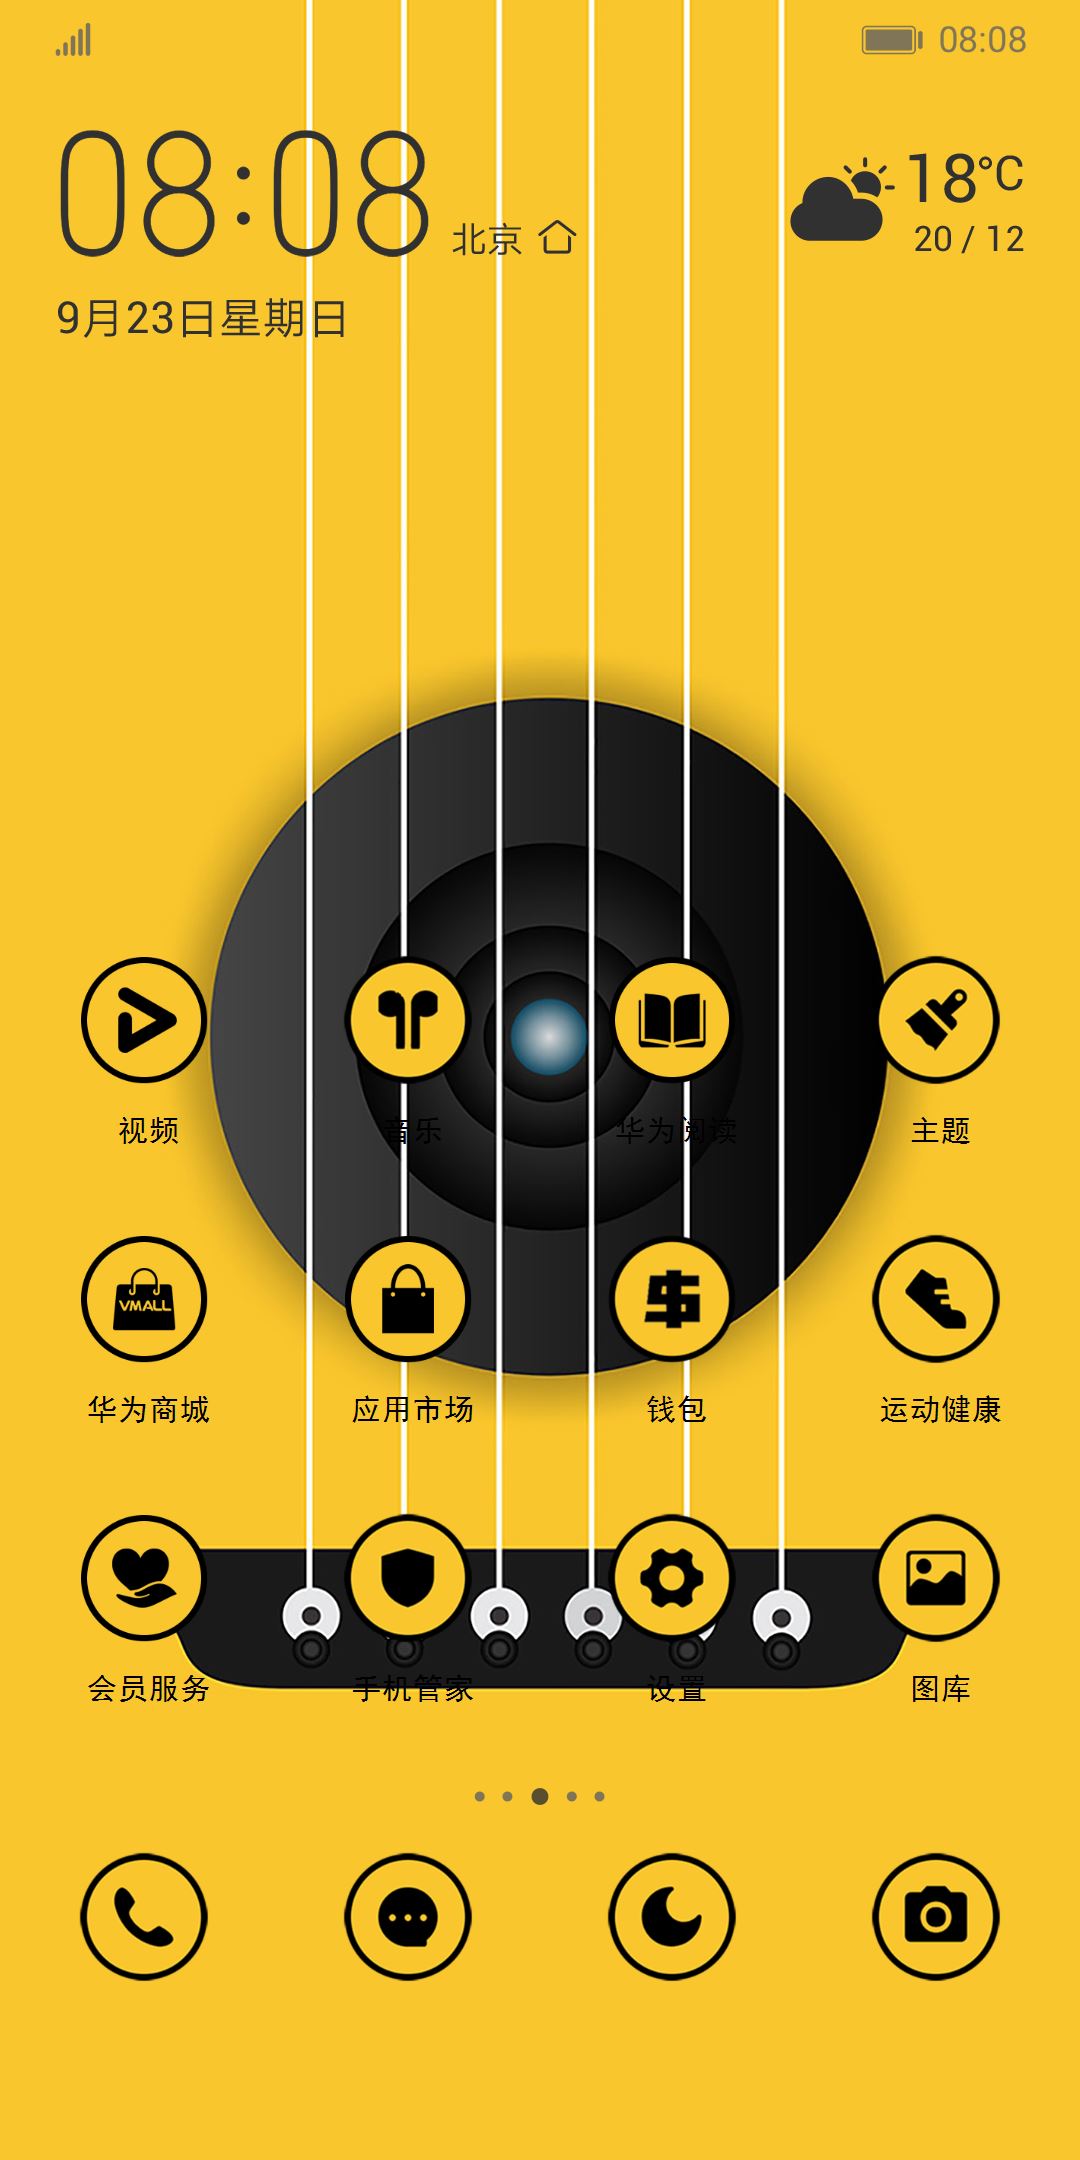 08:08
08:08
北京
18°C
20 / 12
9月23日星期日
视频
音乐
华为阅读
主题
VMALL
华为商城
应用市场
钱包
运动健康
会员服务
手机管家
设置
图库